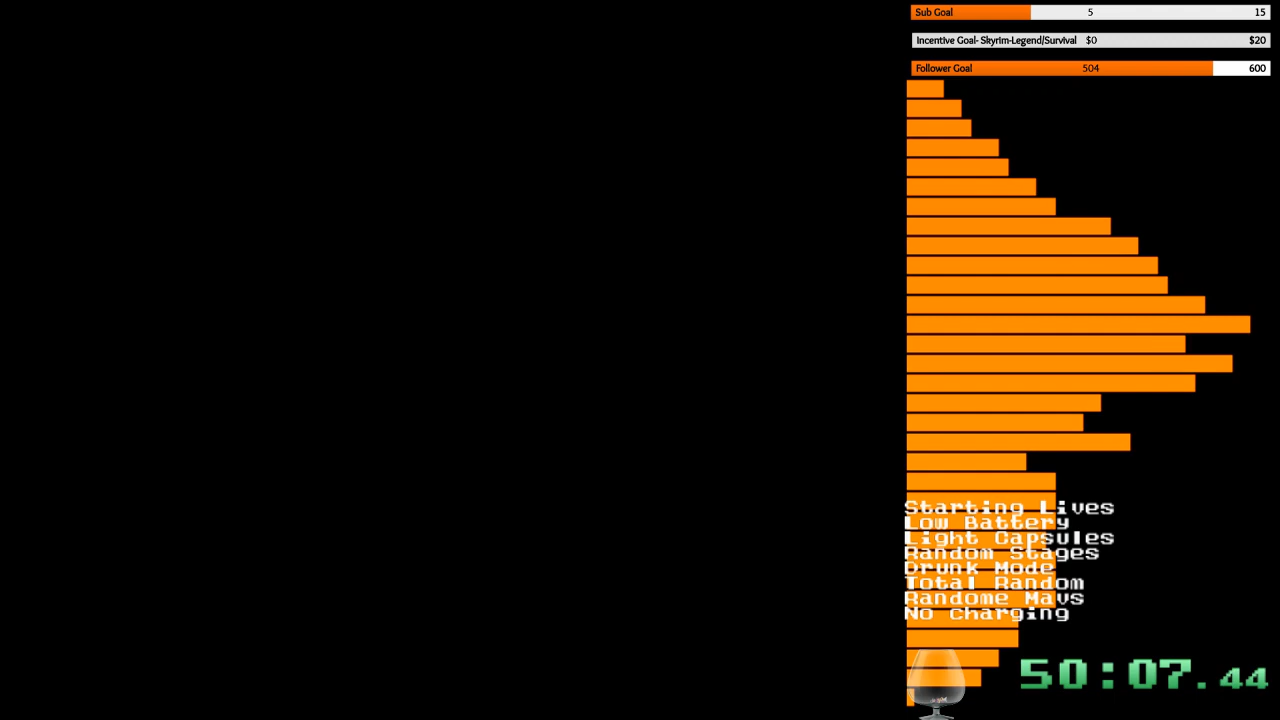 Sub Goal 5 15
Incentive Goal- Skyrim-Legend/Survival $0 $20
Follower Goal 504 600
Starting Lives
Low Battery
Light Capsules
Random Stages
Drunk Mode
Total Random
Randome Mavs
No Charging
50:07.44